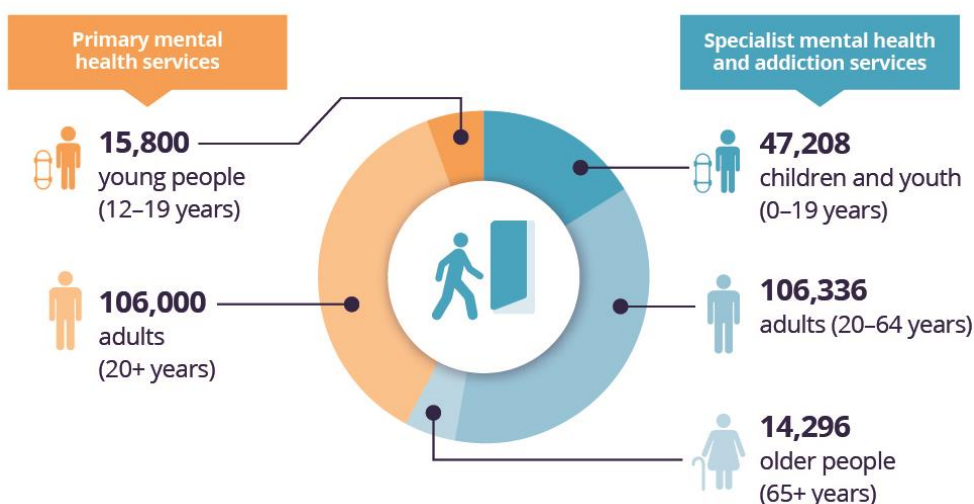 Primary mental
health services
15,800
young people
(12–19 years)
106,000
adults
(20+ years)
Specialist mental health
and addiction services
47,208
children and youth
(0–19 years)
106,336
adults (20–64 years)
14,296
older people
(65+ years)